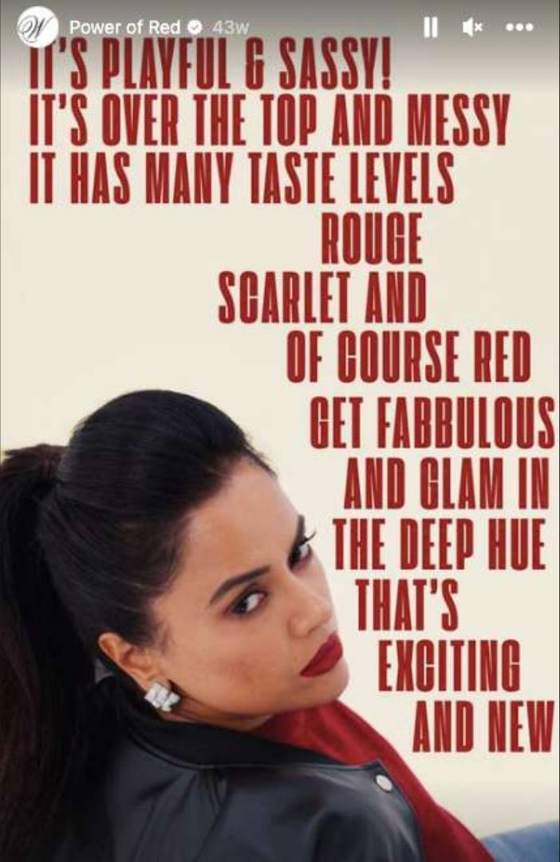 Power of Red 43w
IT'S PLAYFUL & SASSY!
IT'S OVER THE TOP AND MESSY
IT HAS MANY TASTE LEVELS
ROUGE
SCARLET AND
OF COURSE RED
GET FABBULOUS
AND GLAM IN
THE DEEP HUE
THAT'S
EXCITING
AND NEW